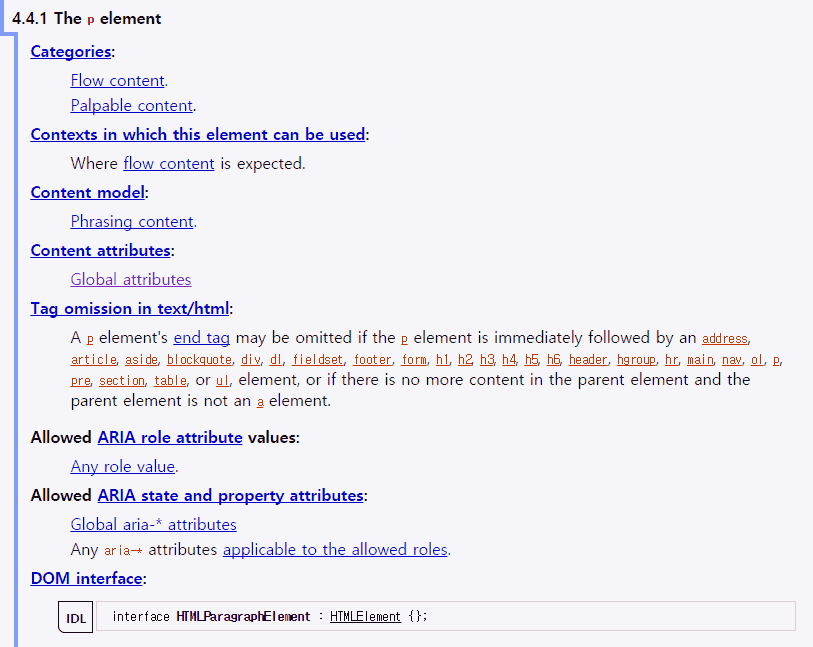 4.4.1 The p element
Categories:
Flow content.
Palpable content.
Contexts in which this element can be used:
Where flow content is expected.
Content model:
Phrasing content.
Content attributes:
Global attributes
Tag omission in text/html:
A p element's end tag may be omitted if the p element is immediately followed by an address,
article, aside, blockquote, div, dl, fieldset, footer, form, h1, h2, h3, h4, h5, h6, header, hgroup, hr, main, nav, ol, p,
pre, section, table, or ul, element, or if there is no more content in the parent element and the
parent element is not an a element.
Allowed ARIA role attribute values:
Any role value.
Allowed ARIA state and property attributes:
Global aria-* attributes
Any aria-* attributes applicable to the allowed roles.
DOM interface:
IDL interface HTMLParagraphElement : HTMLElement {};